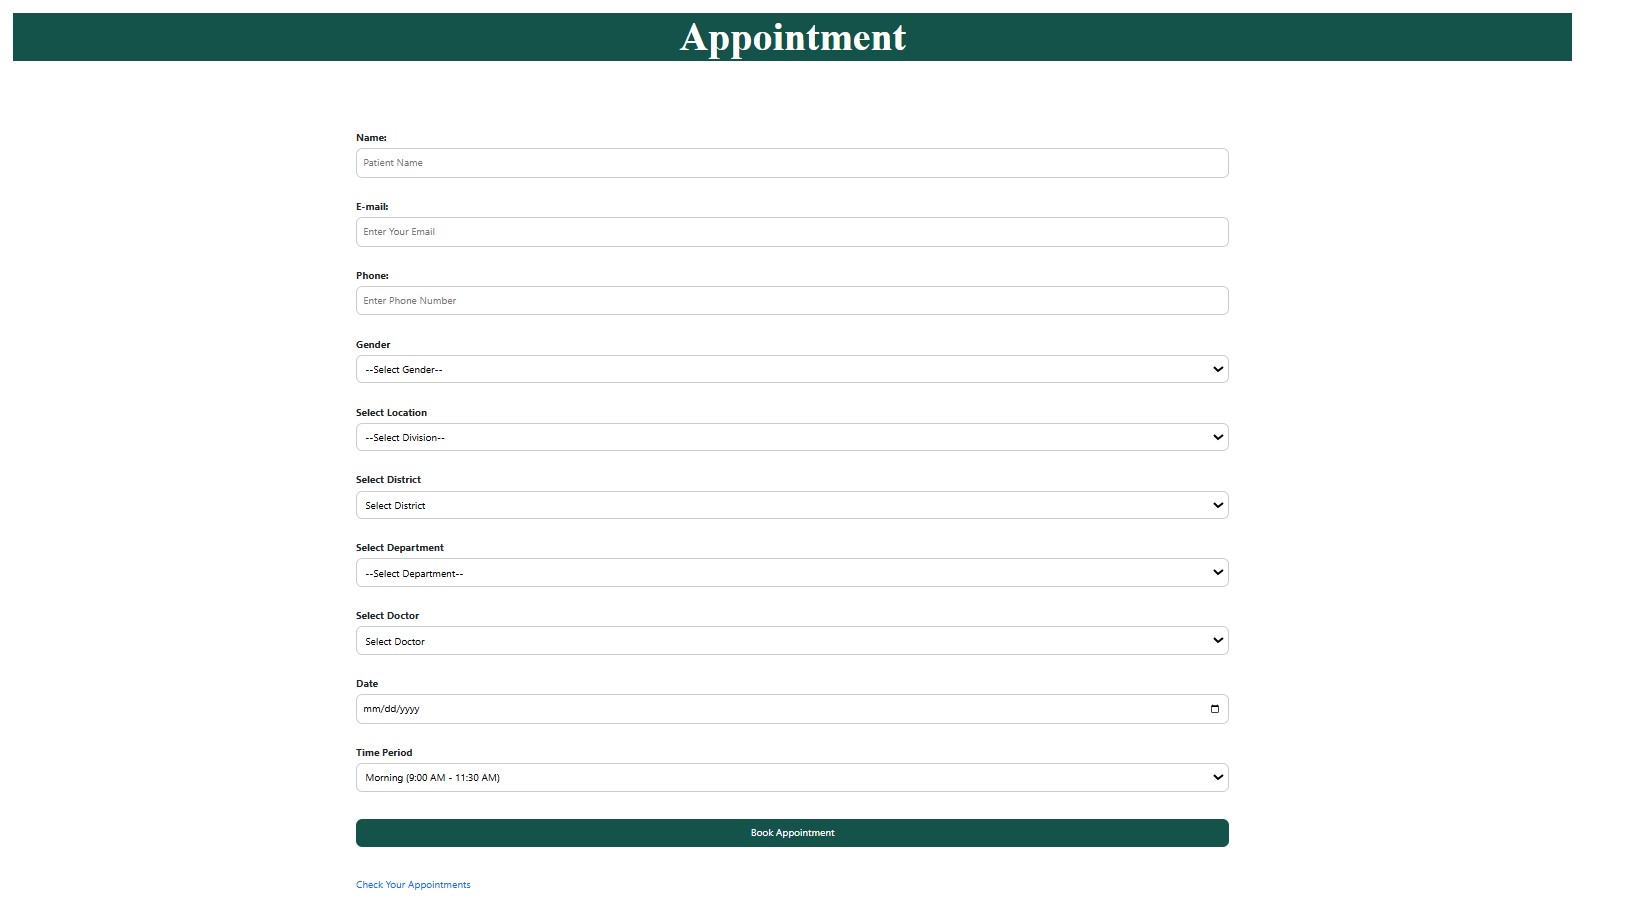 Appointment
Name:
Patient Name
E-mail:
Enter Your Email
Phone:
Enter Phone Number
Gender
--Select Gender--
Select Location
--Select Division--
Select District
Select District
Select Department
--Select Department--
Select Doctor
Select Doctor
Date
mm/dd/yyyy
Time Period
Morning (9:00 AM - 11:30 AM)
Book Appointment
Check Your Appointments